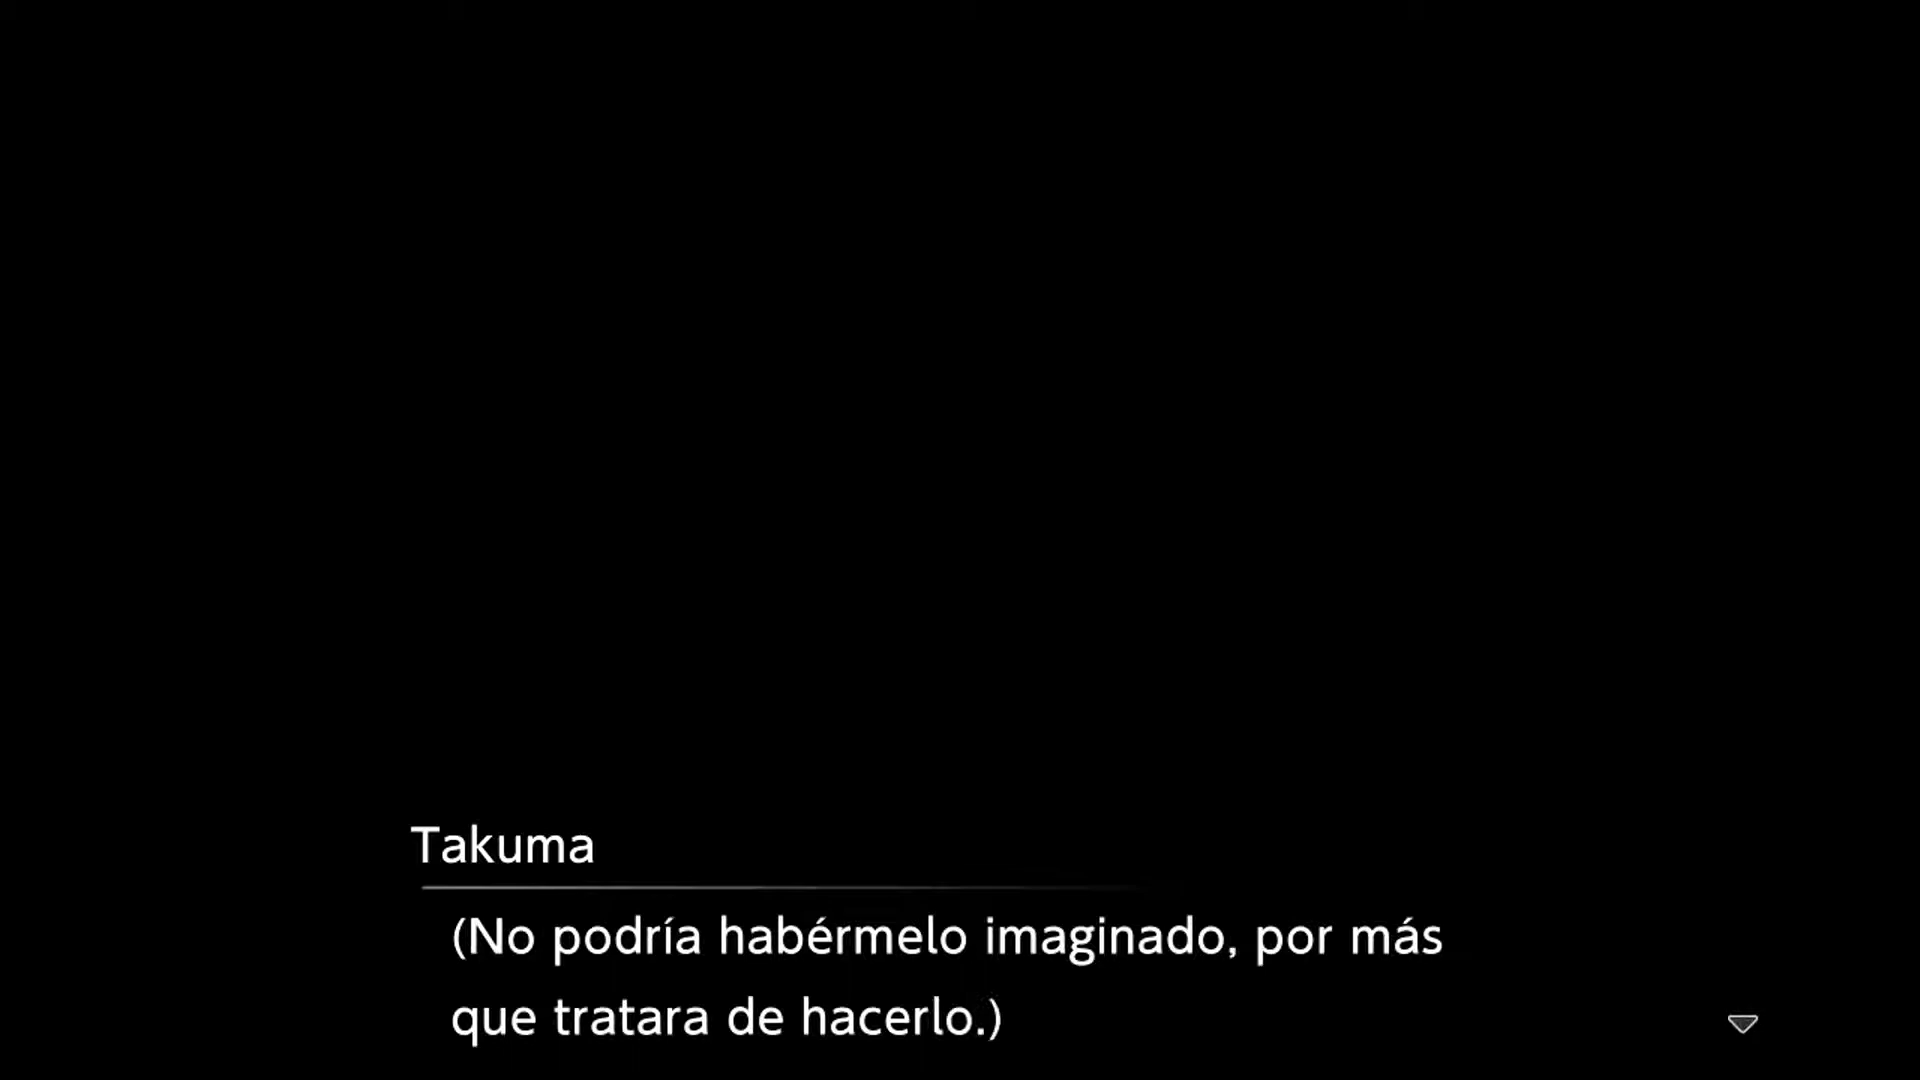 Takuma
(No podría habérmelo imaginado, por más
que tratara de hacerlo.)